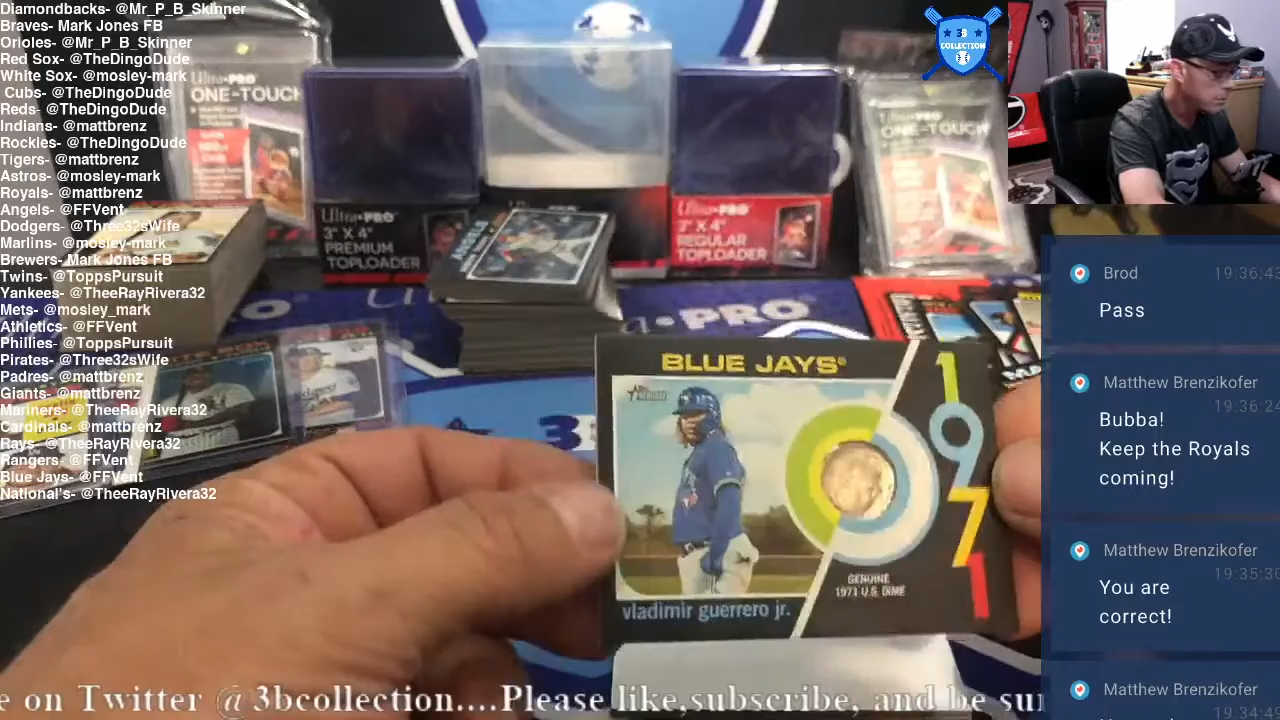 Diamondbacks- @Mr_P_B_Skinner
Braves- Mark Jones FB
Orioles- @Mr_P_B_Skinner
Red Sox- @TheDingoDude
White Sox- @mosley-mark
Cubs- @TheDingoDude
Reds- @TheDingoDude
Indians- @mattbrenz
Rockies- @TheDingoDude
Tigers- @mattbrenz
Astros- @mosley-mark
Royals- @mattbrenz
Angels- @FFVent
Dodgers- @Three32sWife
Marlins- @mosley-mark
Brewers- Mark Jones FB
Twins- @ToppsPursuit
Yankees- @TheeRayRivera32
Mets- @mosley_mark
Athletics- @FFVent
Phillies- @ToppsPursuit
Pirates- @Three32sWife
Padres- @mattbrenz
Giants- @mattbrenz
Mariners- @TheeRayRivera32
Cardinals- @mattbrenz
Rays- @TheeRayRivera32
Rangers- @FFVent
Blue Jays- @FFVent
National's- @TheeRayRivera32
Ultra·PRO
ONE-TOUCH
Ultra·PRO
3" X 4"
PREMIUM
TOPLOADER
Ultra·PRO
3" X 4"
REGULAR
TOPLOADER
ONE-TOUCH
3B
COLLECTION
PRO
BLUE JAYS
1971
GENUINE
1971 U.S. DIME
vladimir guerrero jr.
Brod 19:36:43
Pass
Matthew Brenzikofer
19:36:24
Bubba!
Keep the Royals
coming!
Matthew Brenzikofer
19:35:30
You are
correct!
Matthew Brenzikofer
19:34:49
e on Twitter @ 3bcollection....Please like,subscribe, and be sur